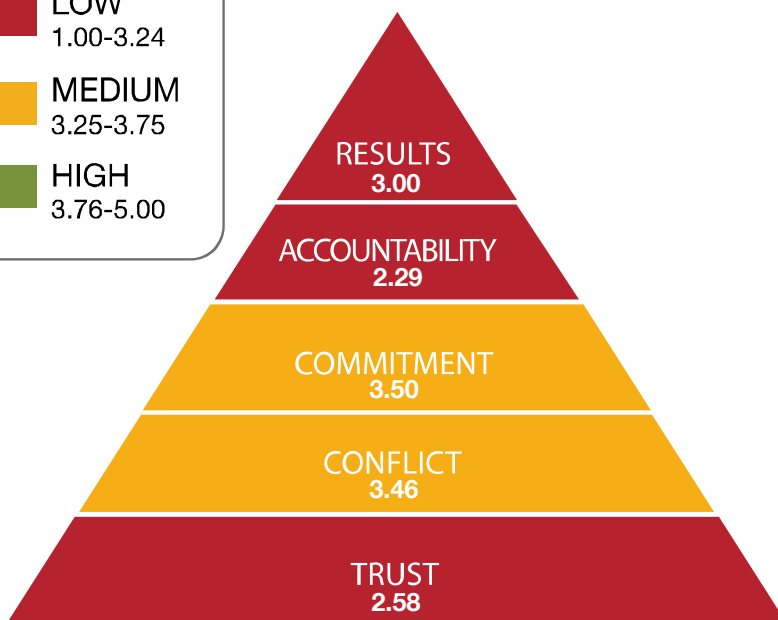 LOW
1.00-3.24
MEDIUM
3.25-3.75
HIGH
3.76-5.00
RESULTS
3.00
ACCOUNTABILITY
2.29
COMMITMENT
3.50
CONFLICT
3.46
TRUST
2.58